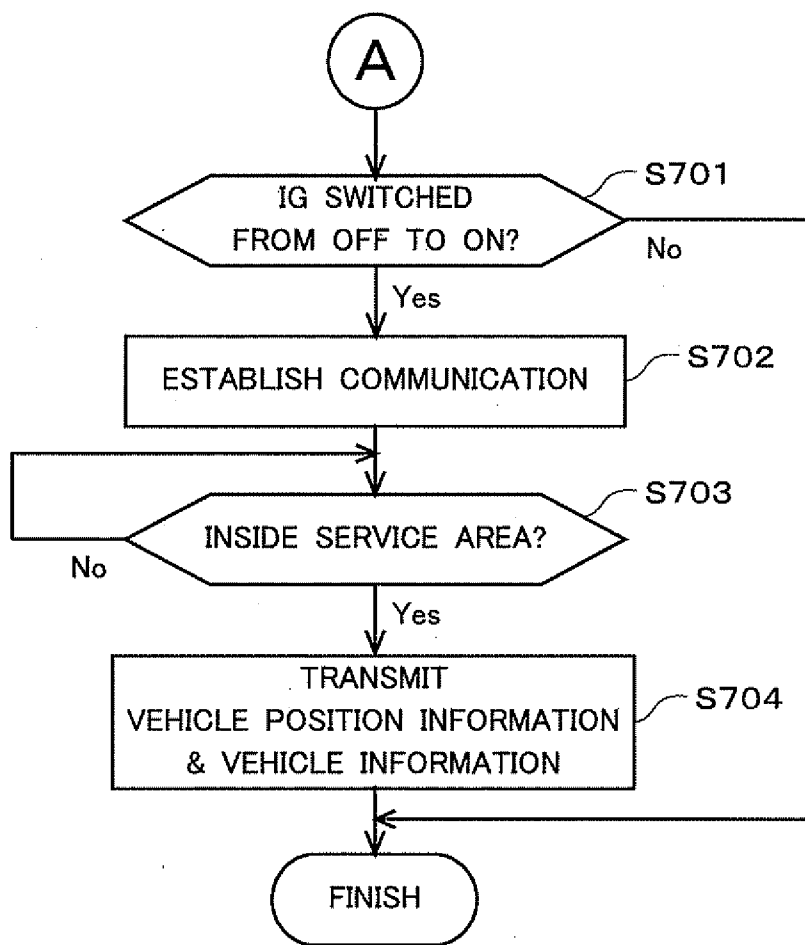 A
IG SWITCHED
FROM OFF TO ON?
S701
No
Yes
ESTABLISH COMMUNICATION
S702
INSIDE SERVICE AREA?
S703
No
Yes
TRANSMIT
VEHICLE POSITION INFORMATION
& VEHICLE INFORMATION
S704
FINISH